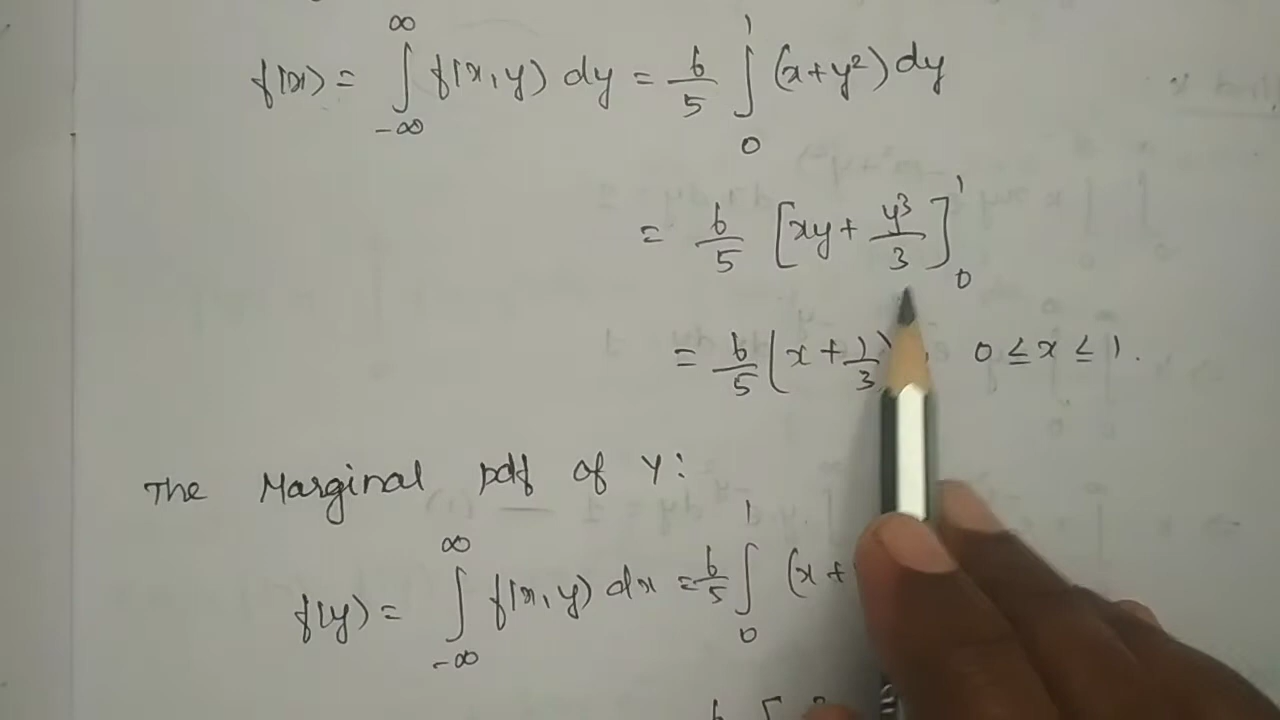 f(x) = ∫_{-∞}^{∞} f(x,y) dy = 6/5 ∫_0^1 (x+y²) dy
= 6/5 [xy + y³/3]_0^1
= 6/5 (x + 1/3), 0 ≤ x ≤ 1.
The Marginal pdf of Y:
f(y) = ∫_{-∞}^{∞} f(x,y) dx = 6/5 ∫_0^1 (x+
6 [